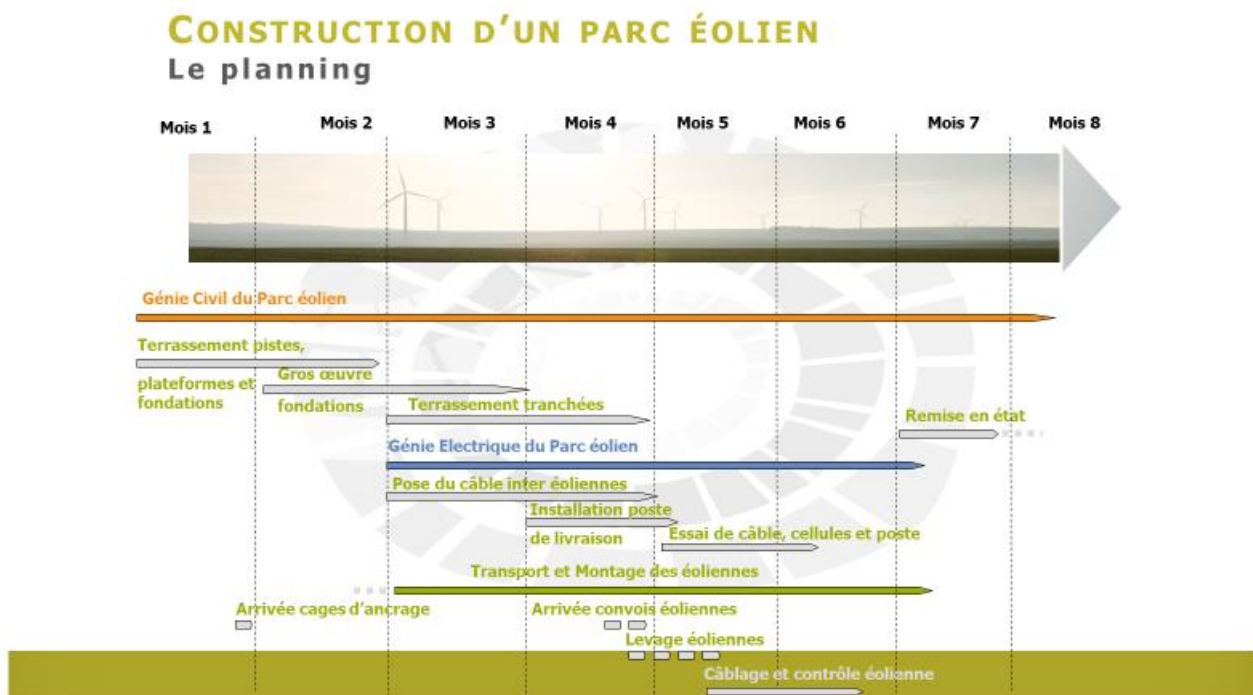 CONSTRUCTION D'UN PARC ÉOLIEN
Le planning
Mois 1
Mois 2
Mois 3
Mois 4
Mois 5
Mois 6
Mois 7
Mois 8
Génie Civil du Parc éolien
Terrassement pistes,
plateformes et
fondations
Gros œuvre
fondations
Terrassement tranchées
Remise en état
Génie Electrique du Parc éolien
Pose du câble inter éoliennes
Installation poste
de livraison
Essai de câble, cellules et poste
Transport et Montage des éoliennes
Arrivée cages d'ancrage
Arrivée convois éoliennes
Levage éoliennes
Câblage et contrôle éolienne